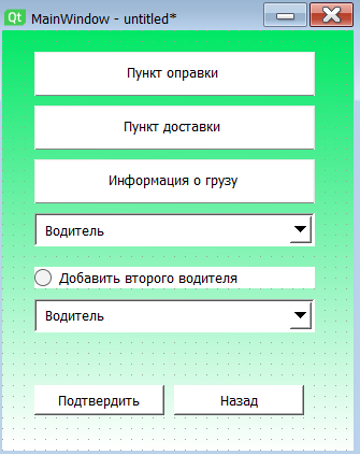 Qt MainWindow - untitled*
Пункт оправки
Пункт доставки
Информация о грузу
Водитель
Добавить второго водителя
Водитель
Подтвердить Назад